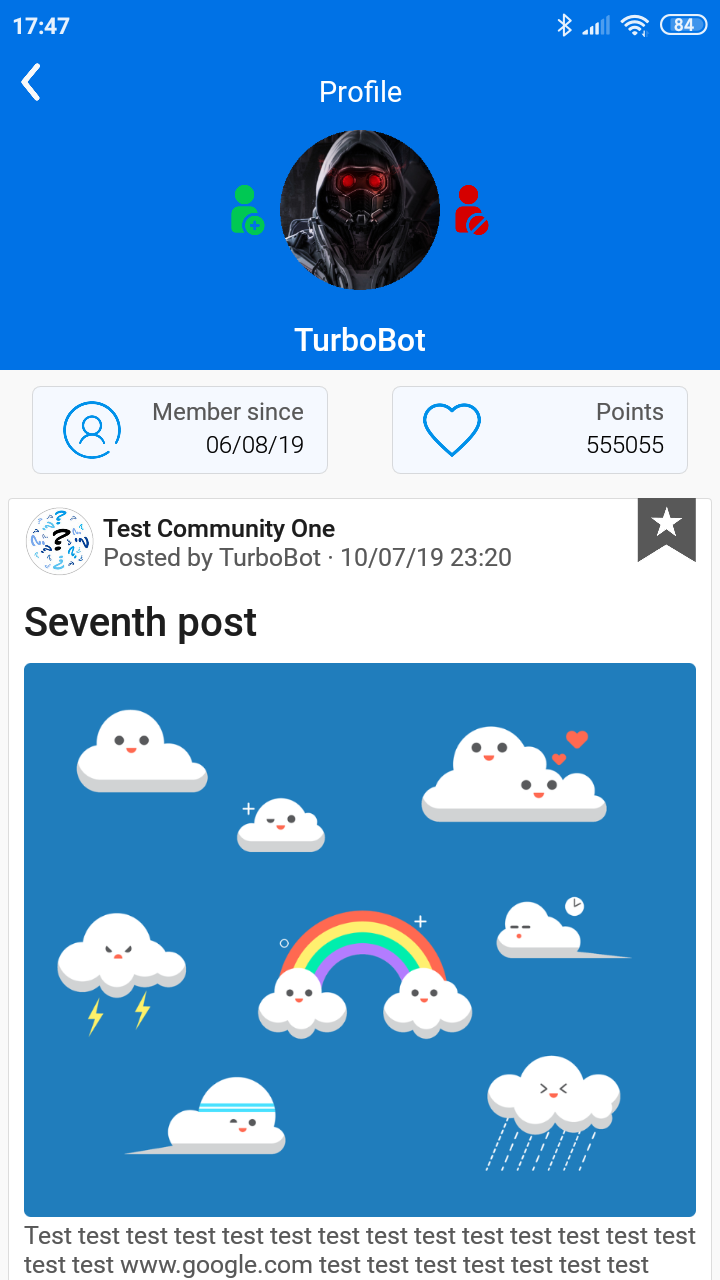 17:47
84
Profile
TurboBot
Member since
06/08/19
Points
555055
Test Community One
Posted by TurboBot · 10/07/19 23:20
Seventh post
Test test test test test test test test test test test test test test
test test www.google.com test test test test test test test